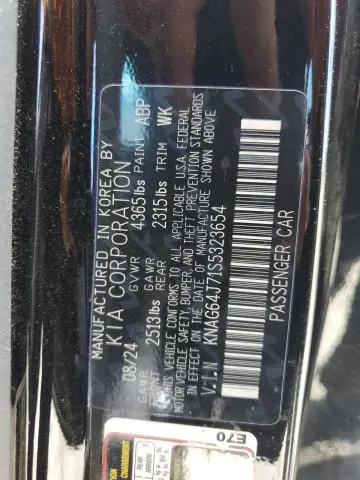 MANUFACTURED IN KOREA BY
KIA CORPORATION
08/24 GVWR 4365lbs PAINT ABP
GAWR FRONT 2513lbs GAWR REAR 2315lbs TRIM WK
THIS VEHICLE CONFORMS TO ALL APPLICABLE U.S.A. FEDERAL
MOTOR VEHICLE SAFETY, BUMPER, AND THEFT PREVENTION STANDARDS
IN EFFECT ON THE DATE OF MANUFACTURE SHOWN ABOVE
V.I.N KNAG64J71S5323654
PASSENGER CAR
E70
REAR
ARRIERE